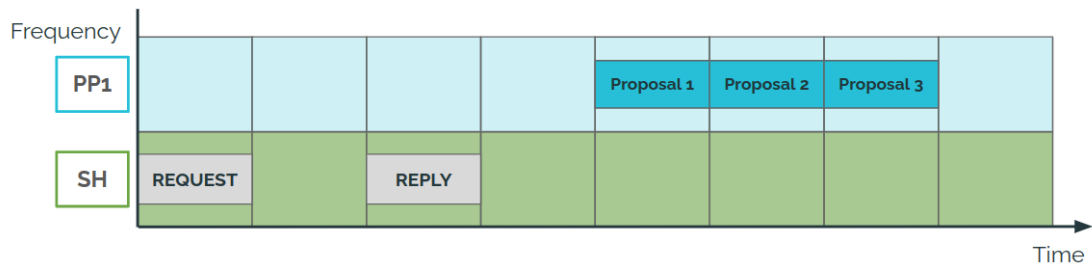 Frequency
PP1
Proposal 1
Proposal 2
Proposal 3
SH
REQUEST
REPLY
Time